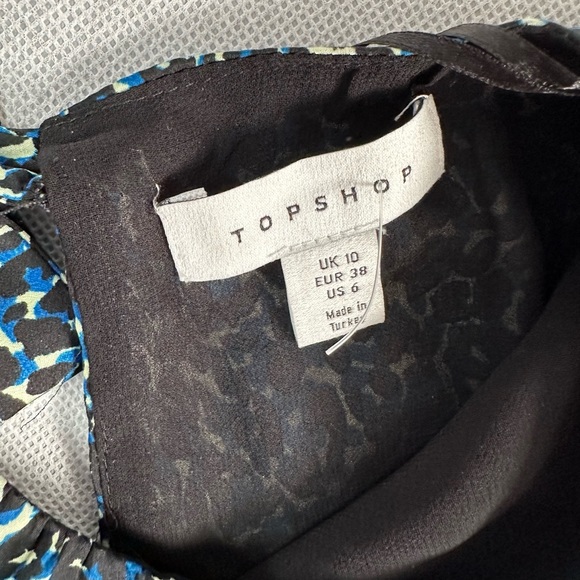 TOPSHOP
UK 10
EUR 38
US 6
Made in
Turkey